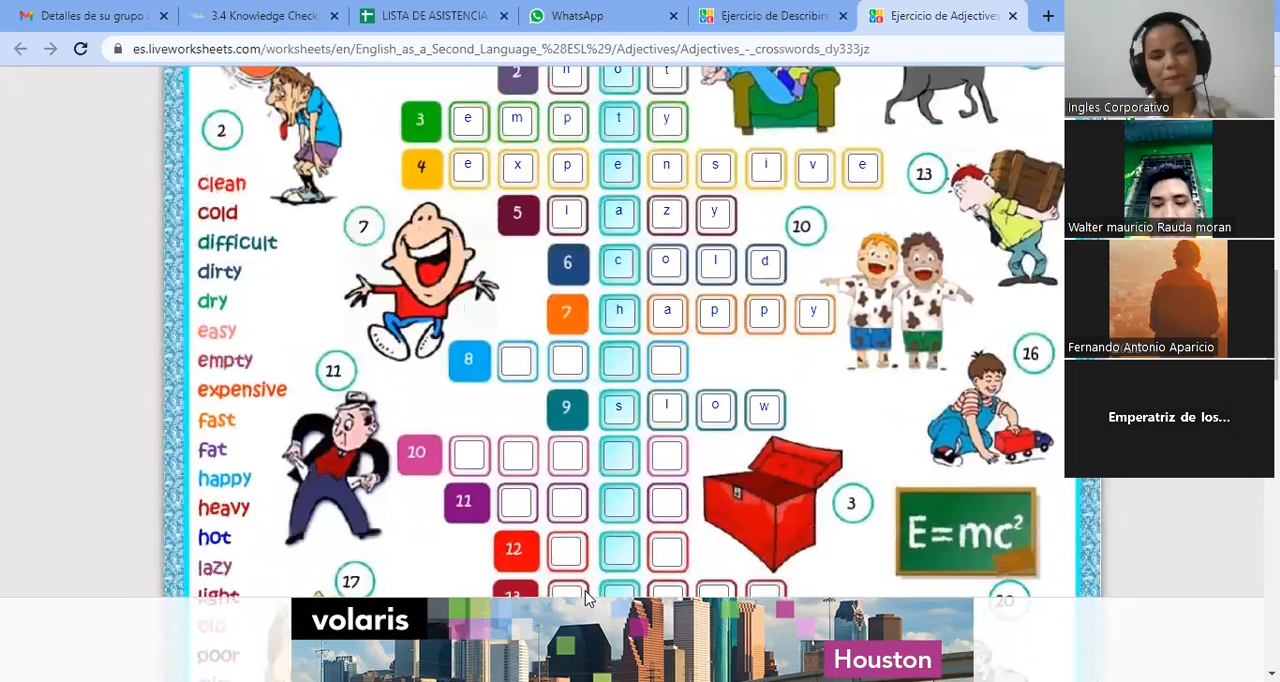 Detalles de su grupo
3.4 Knowledge Check
LISTA DE ASISTENCIA
WhatsApp
Ejercicio de Describin
Ejercicio de Adjectives
es.liveworksheets.com/worksheets/en/English_as_a_Second_Language_%28ESL%29/Adjectives/Adjectives_-_crosswords_dy333jz
2 h o t
3 e m p t y
4 e x p e n s i v e
5 l a z y
6 c o l d
7 h a p p y
8
9 s l o w
10
11
12
13
2
7
11
17
13
10
16
3
20
clean
cold
difficult
dirty
dry
easy
empty
expensive
fast
fat
happy
heavy
hot
lazy
light
old
poor
E=mc²
volaris
Houston
Ingles Corporativo
Walter mauricio Rauda moran
Fernando Antonio Aparicio
Emperatriz de los...